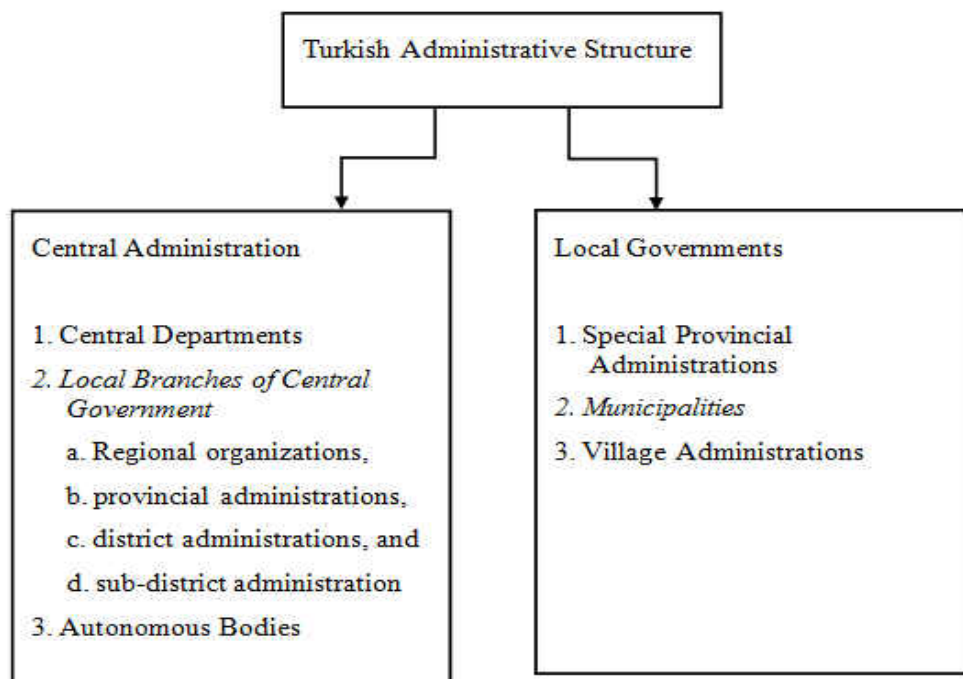 Turkish Administrative Structure
Central Administration
1. Central Departments
2. Local Branches of Central
Government
a. Regional organizations,
b. provincial administrations,
c. district administrations, and
d. sub-district administration
3. Autonomous Bodies
Local Governments
1. Special Provincial
Administrations
2. Municipalities
3. Village Administrations